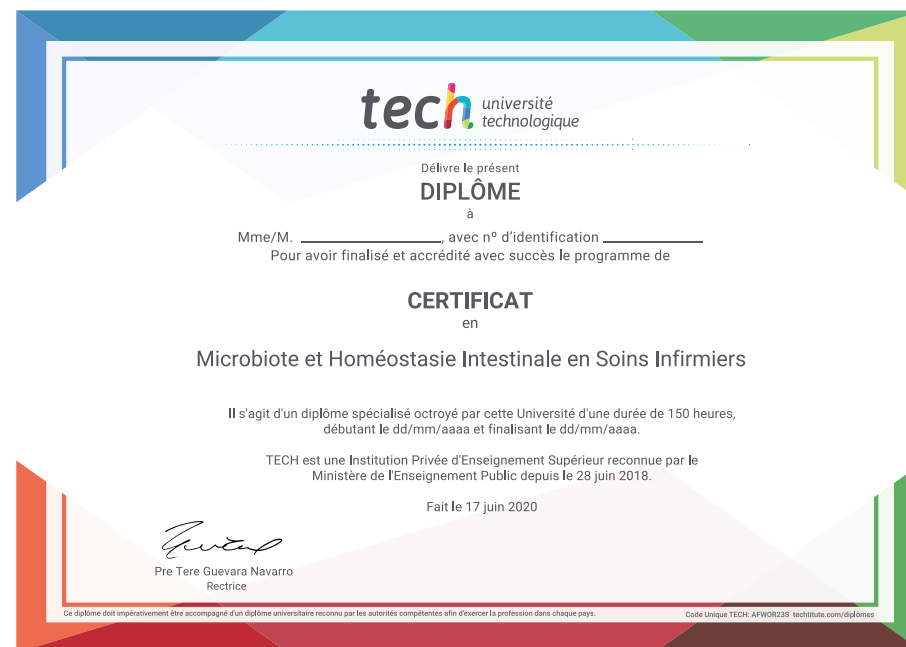 tech université
technologique
Délivre le présent
DIPLÔME
à
Mme/M. ____________________, avec nº d'identification ______________
Pour avoir finalisé et accrédité avec succès le programme de
CERTIFICAT
en
Microbiote et Homéostasie Intestinale en Soins Infirmiers
Il s'agit d'un diplôme spécialisé octroyé par cette Université d'une durée de 150 heures,
débutant le dd/mm/aaaa et finalisant le dd/mm/aaaa.
TECH est une Institution Privée d'Enseignement Supérieur reconnue par le
Ministère de l'Enseignement Public depuis le 28 juin 2018.
Fait le 17 juin 2020
Pre Tere Guevara Navarro
Rectrice
Ce diplôme doit impérativement être accompagné d'un diplôme universitaire reconnu par les autorités compétentes afin d'exercer la profession dans chaque pays.
Code Unique TECH: AFWOR23S techtitute.com/diplômes